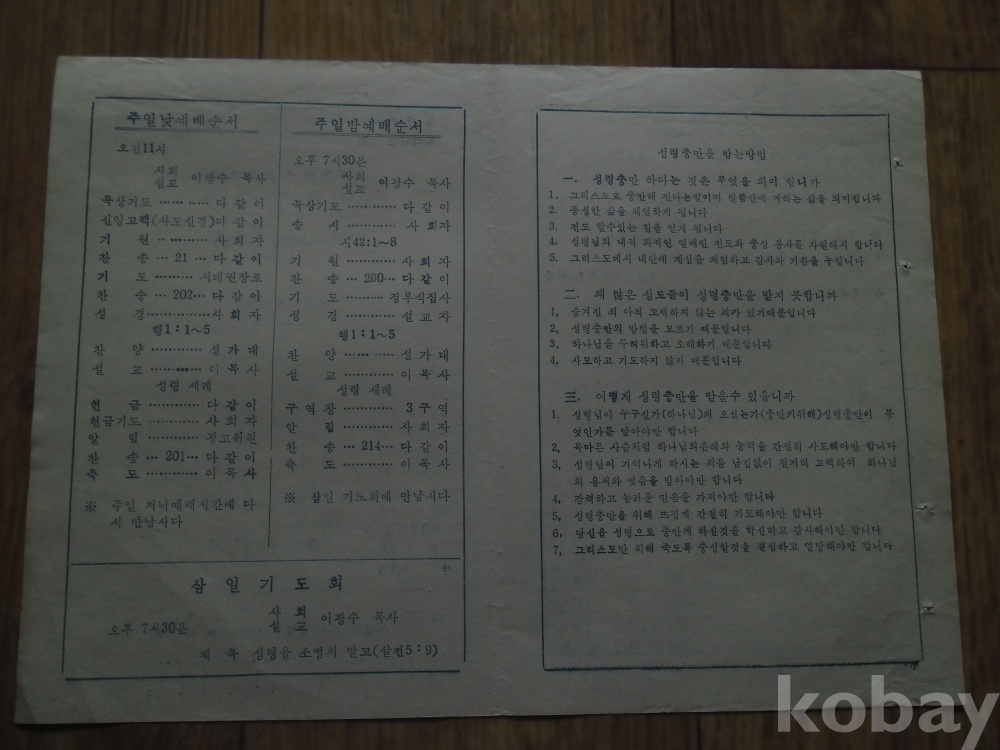 주일낮예배순서
오전11시
사회
설교 이광수 목사
묵상기도 ............ 다 같 이
신앙고백(사도신경)다 같 이
기 원 ............ 사 회 자
찬 송 ... 21 ... 다 같 이
기 도 ............ 서태권장로
찬 송 ...202... 다 같 이
성 경 ............ 사 회 자
행1:1~5
찬 양 ............ 성 가 대
설 교 ............ 이 목 사
성령 세례
헌 금 ............ 다 같 이
헌금기도 ............ 사 회 자
알 림 ............ 광고위원
찬 송 ...201... 다 같 이
축 도 ............ 이 목 사
※ 주일 저녁예배시간에 다
시 만납시다
주일밤예배순서
오후 7시30분
사회
설교 이광수 목사
묵상기도 ............ 다 같 이
송 시 ............ 사 회자
시42:1~8
기 원 ............ 사 회 자
찬 송 ...200... 다 같 이
기 도 ............ 정부식집사
성 경 ............ 설 교 자
행1:1~5
찬 양 ............ 성 가 대
설 교 ............ 이 목 사
성령 세례
구 역 창 ............ 3 구 역
알 림 ............ 사 회 자
찬 송 ...214... 다 같 이
축 도 ............ 이 목 사
※ 삼일 기도회에 만납시다
삼 일 기 도 회
오후 7시30분
사 회
설 교 이광수 목사
제 목 성령을 소멸치 말고(살전5:9)
성령충만을 받는방법
一. 성령충만 하다는 것은 무엇을 의미 합니까
1. 그리스도로 충만해 진다는말이며 말씀안에 거하는 삶을 의미합니다
2. 풍성한 삶을 체험하게 됩니다
3. 전도 할수있는 힘을 얻게 됩니다
4. 성령님의 내적 외적인 열매인 전도와 충성 봉사를 차원해서 합니다
5. 그리스도께서 내안에 계심을 체험하고 감사와 기쁨을 누립니다
二. 왜 많은 성도들이 성령충만을 받지 못합니까
1, 숨겨진 죄 아직 고백하지 않는 죄가 있기때문입니다
2, 성령충만의 방법을 모르기 때문입니다
3, 하나님을 두려워하고 오해하기 때문입니다
4, 사모하고 기도하지 않기 때문입니다
三. 어떻게 성령충만을 받을수 있읍니까
1, 성령님이 누구신가(하나님)왜 오셨는가(충만키위해)성령충만이 무
엇인가를 알아야만 합니다
2, 목마른 사슴처럼 하나님의은혜와 능력을 간절히 사모해야만 합니다
3, 성령님이 기억나게 하시는 죄를 남김없이 철저히 고백하여 하나님
의 용서와 씻음을 받아야만 합니다
4, 강력하고 놀라운 믿음을 가져야만 합니다
5, 성령충만을 위해 뜨겁게 간절히 기도해야만 합니다
6, 당신을 성령으로 충만케 하실것을 확신하고 감사해야만 합니다
7, 그리스도만 위해 죽도록 충성할것을 결심하고 열망해야만 합니다
kobay